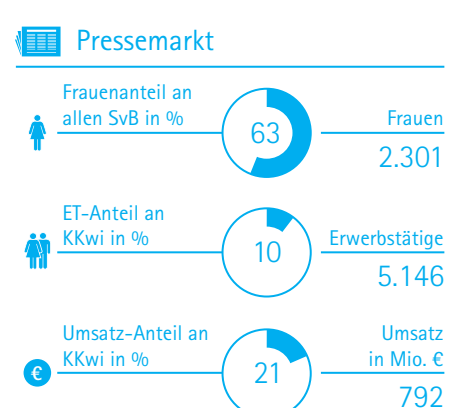 Pressemarkt
Frauenanteil an
allen SvB in %
63
Frauen
2.301
ET-Anteil an
KKwi in %
10
Erwerbstätige
5.146
Umsatz-Anteil an
KKwi in %
€
21
Umsatz
in Mio. €
792